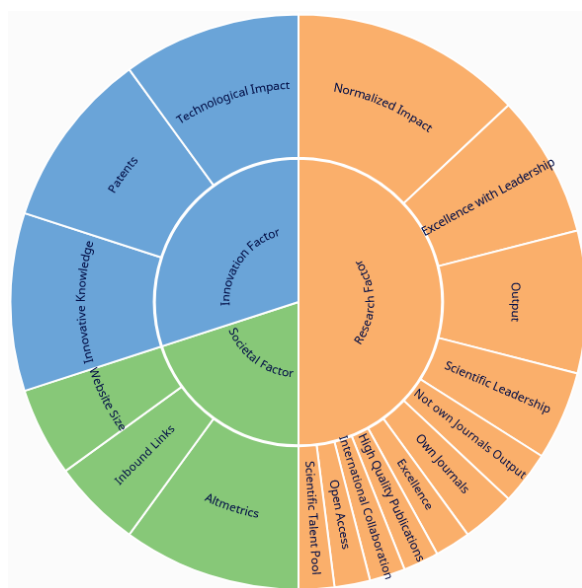 Technological Impact
Normalized Impact
Patents
Excellence with Leadership
Innovation Factor
Research Factor
Innovative Knowledge
Output
Societal Factor
Website Size
Scientific Leadership
Inbound Links
Not own Journals Output
Own Journals
Altmetrics
Excellence
High Quality Publications
International Collaboration
Open Access
Scientific Talent Pool